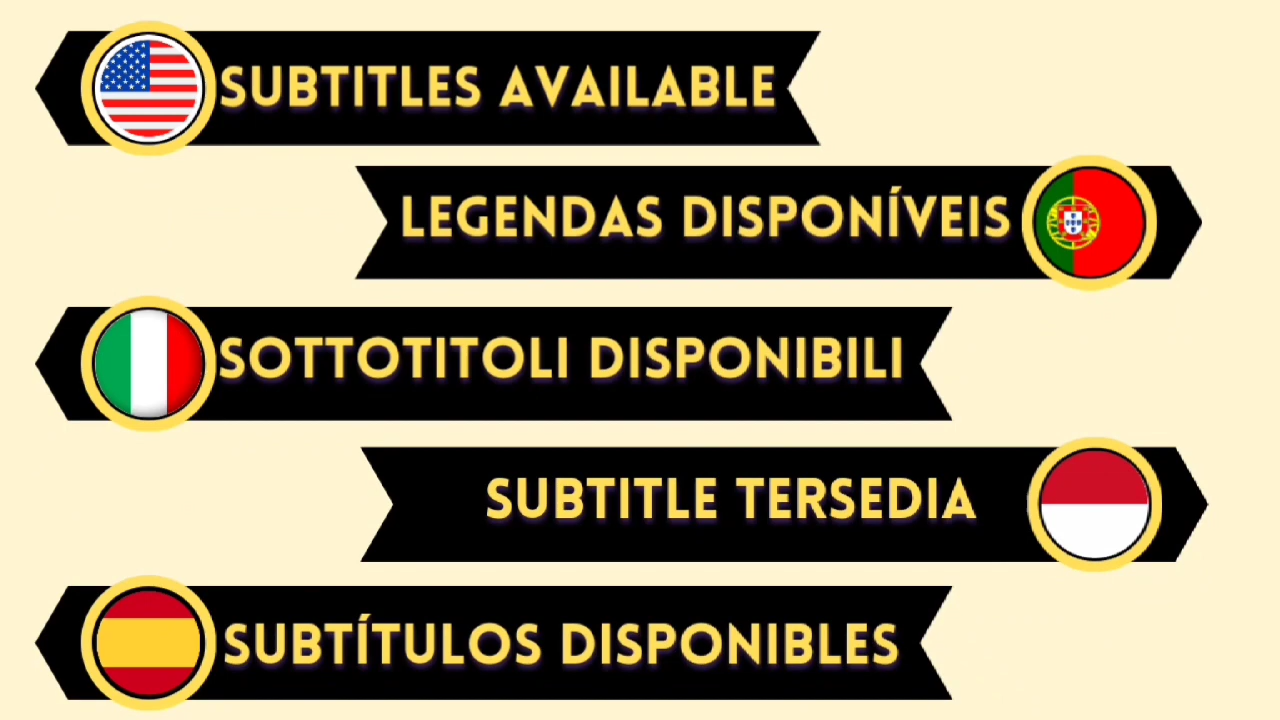 SUBTITLES AVAILABLE
LEGENDAS DISPONÍVEIS
SOTTOTITOLI DISPONIBILI
SUBTITLE TERSEDIA
SUBTÍTULOS DISPONIBLES